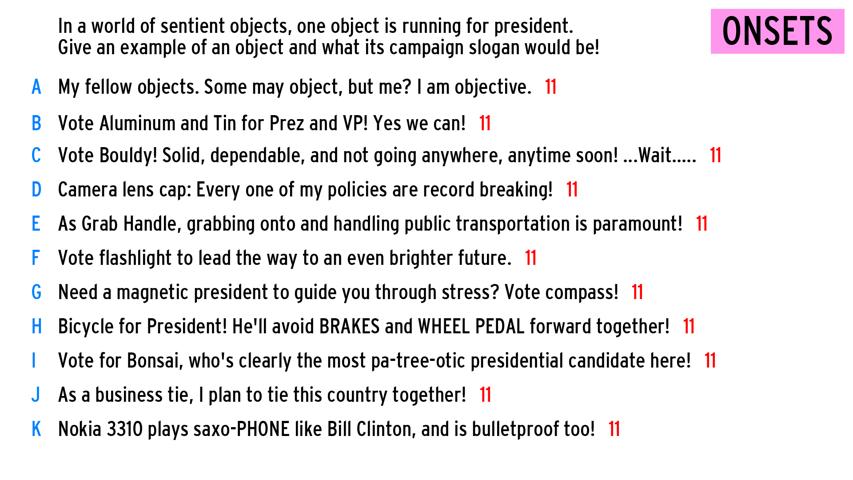 In a world of sentient objects, one object is running for president.
Give an example of an object and what its campaign slogan would be!
ONSETS
A My fellow objects. Some may object, but me? I am objective. 11
B Vote Aluminum and Tin for Prez and VP! Yes we can! 11
C Vote Bouldy! Solid, dependable, and not going anywhere, anytime soon! ...Wait..... 11
D Camera lens cap: Every one of my policies are record breaking! 11
E As Grab Handle, grabbing onto and handling public transportation is paramount! 11
F Vote flashlight to lead the way to an even brighter future. 11
G Need a magnetic president to guide you through stress? Vote compass! 11
H Bicycle for President! He'll avoid BRAKES and WHEEL PEDAL forward together! 11
I Vote for Bonsai, who's clearly the most pa-tree-otic presidential candidate here! 11
J As a business tie, I plan to tie this country together! 11
K Nokia 3310 plays saxo-PHONE like Bill Clinton, and is bulletproof too! 11